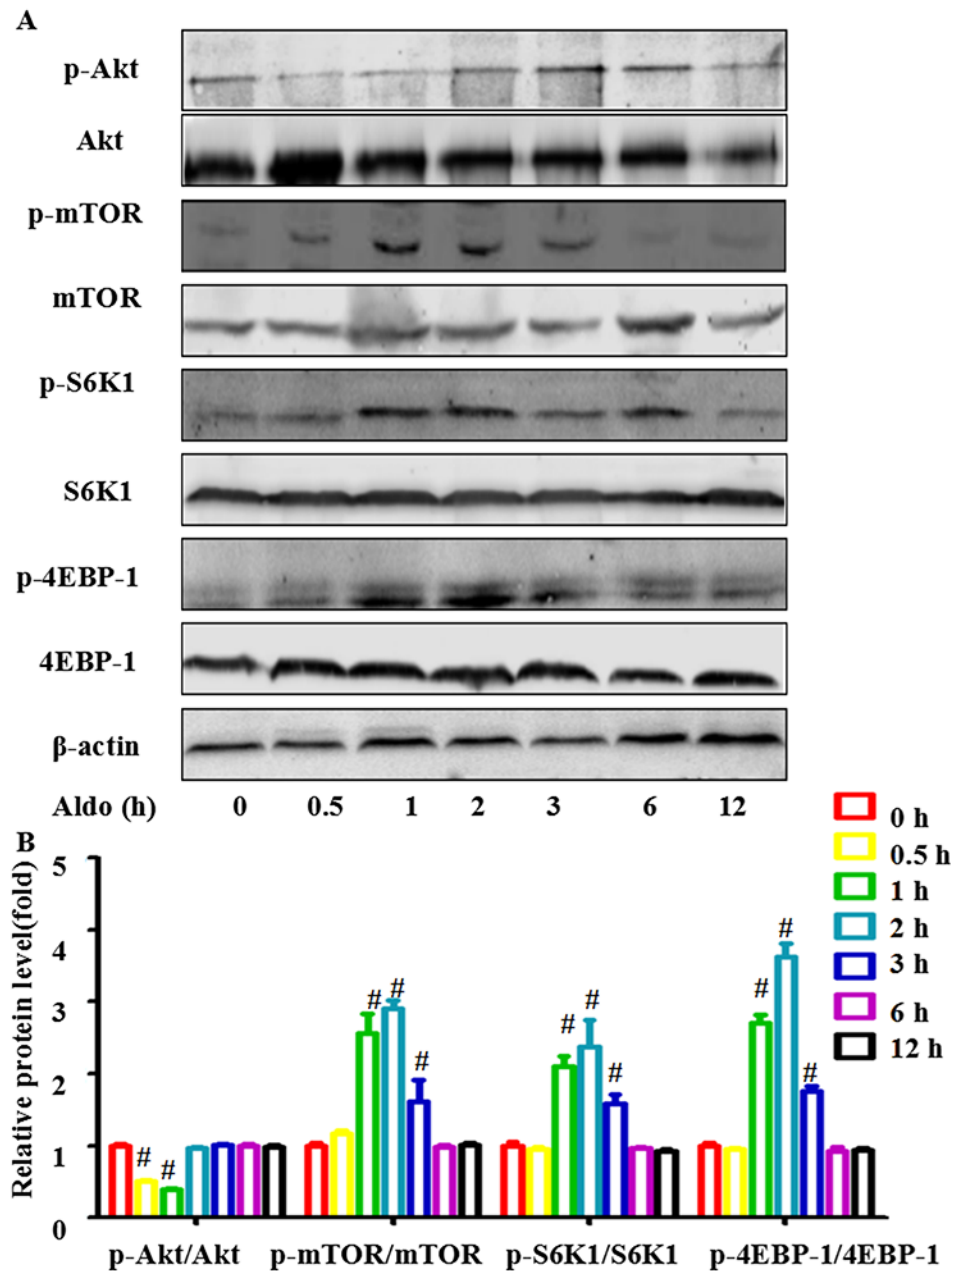 A
p-Akt
Akt
p-mTOR
mTOR
p-S6K1
S6K1
p-4EBP-1
4EBP-1
β-actin
Aldo (h) 0 0.5 1 2 3 6 12
B
Relative protein level(fold)
5
4
3
2
1
0
# # # # # # # # # # #
p-Akt/Akt p-mTOR/mTOR p-S6K1/S6K1 p-4EBP-1/4EBP-1
0 h
0.5 h
1 h
2 h
3 h
6 h
12 h